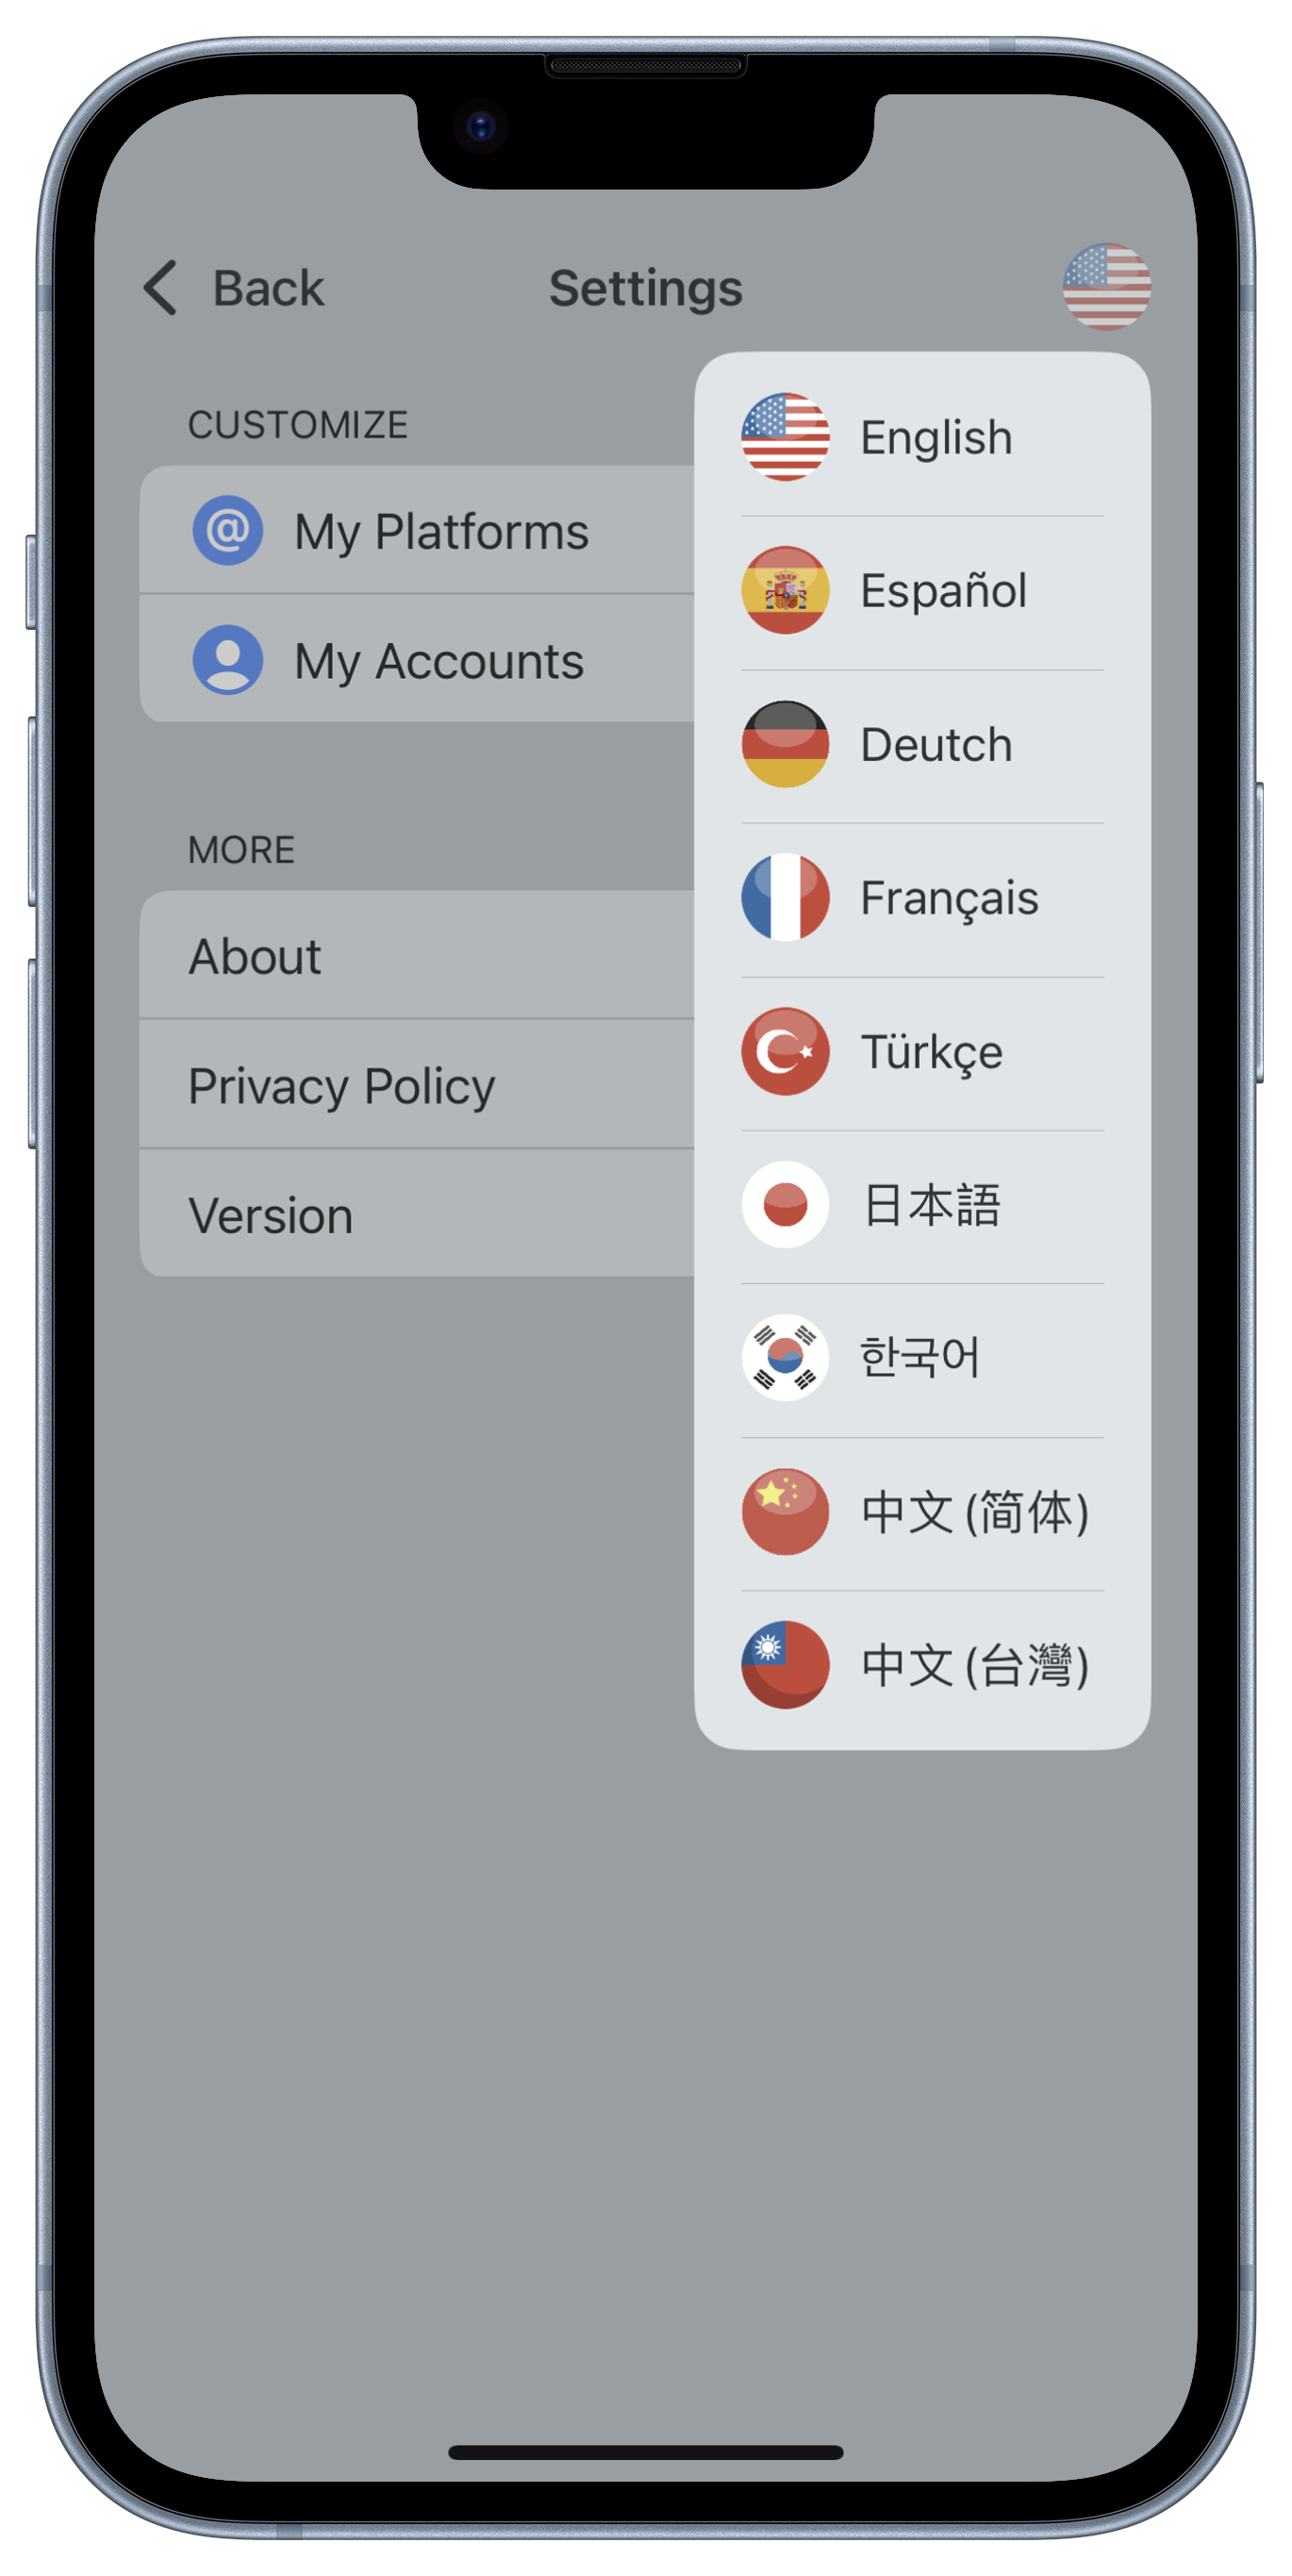 Back
Settings
CUSTOMIZE
@ My Platforms
My Accounts
MORE
About
Privacy Policy
Version
English
Español
Deutch
Français
Türkçe
日本語
한국어
中文 (简体)
中文 (台灣)